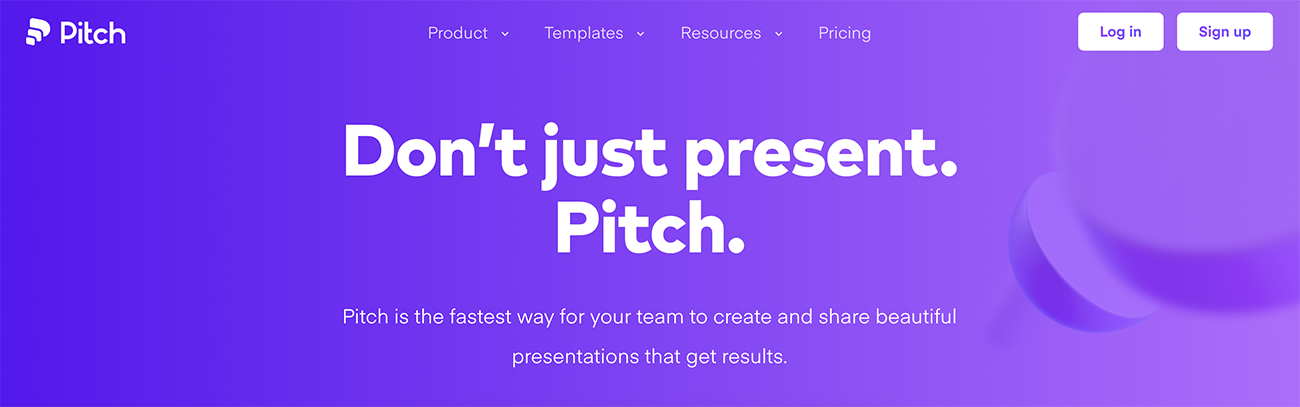 Pitch
Product
Templates
Resources
Pricing
Log in
Sign up
Don't just present.
Pitch.
Pitch is the fastest way for your team to create and share beautiful
presentations that get results.